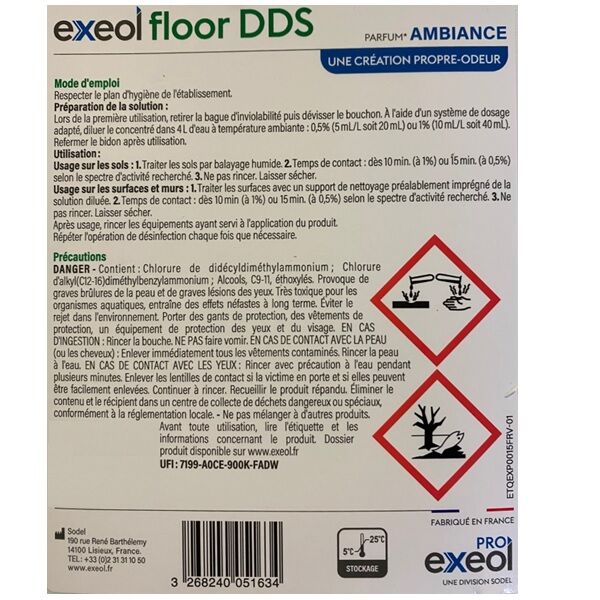 exeol floor DDS
PARFUM* AMBIANCE
UNE CRÉATION PROPRE-ODEUR
Mode d'emploi
Respecter le plan d'hygiène de l'établissement.
Préparation de la solution :
Lors de la première utilisation, retirer la bague d'inviolabilité puis dévisser le bouchon. À l'aide d'un système de dosage
adapté, diluer le concentré dans 4 L d'eau à température ambiante : 0,5% (5 mL/L soit 20 mL) ou 1% (10 mL/L soit 40 mL).
Refermer le bidon après utilisation.
Utilisation :
Usage sur les sols : 1.Traiter les sols par balayage humide. 2.Temps de contact : dès 10 min. (à 1%) ou 15 min. (à 0,5%)
selon le spectre d'activité recherché. 3. Ne pas rincer. Laisser sécher.
Usage sur les surfaces et murs : 1.Traiter les surfaces avec un support de nettoyage préalablement imprégné de la
solution diluée. 2.Temps de contact : dès 10 min (à 1%) ou 15 min. (à 0,5%) selon le spectre d'activité recherché. 3. Ne
pas rincer. Laisser sécher.
Après usage, rincer les équipements ayant servi à l'application du produit.
Répéter l'opération de désinfection chaque fois que nécessaire.
Précautions
DANGER - Contient : Chlorure de didécyldiméthylammonium ; Chlorure
d'alkyl(C12-16)diméthylbenzylammonium ; Alcools, C9-11, éthoxylés. Provoque de
graves brûlures de la peau et de graves lésions des yeux. Très toxique pour les
organismes aquatiques, entraîne des effets néfastes à long terme. Éviter le
rejet dans l'environnement. Porter des gants de protection, des vêtements de
protection, un équipement de protection des yeux et du visage. EN CAS
D'INGESTION : Rincer la bouche. NE PAS faire vomir. EN CAS DE CONTACT AVEC LA PEAU
(ou les cheveux) : Enlever immédiatement tous les vêtements contaminés. Rincer la peau
à l'eau. EN CAS DE CONTACT AVEC LES YEUX : Rincer avec précaution à l'eau pendant
plusieurs minutes. Enlever les lentilles de contact si la victime en porte et si elles peuvent
être facilement enlevées. Continuer à rincer. Recueillir le produit répandu. Éliminer le
contenu et le récipient dans un centre de collecte de déchets dangereux ou spéciaux,
conformément à la réglementation locale. - Ne pas mélanger à d'autres produits.
Avant toute utilisation, lire l'étiquette et les
informations concernant le produit. Dossier
produit disponible sur www.exeol.fr
UFI : 7199-A0CE-900K-FADW
ETQEXP0015FRV-01
Sodel
190 rue René Barthélemy
14100 Lisieux, France.
TÉL. +33 (0)2 31 31 10 50
www.exeol.fr
3 268240 051634
5°C
25°C
STOCKAGE
FABRIQUÉ EN FRANCE
PRO
exeol
UNE DIVISION SODEL